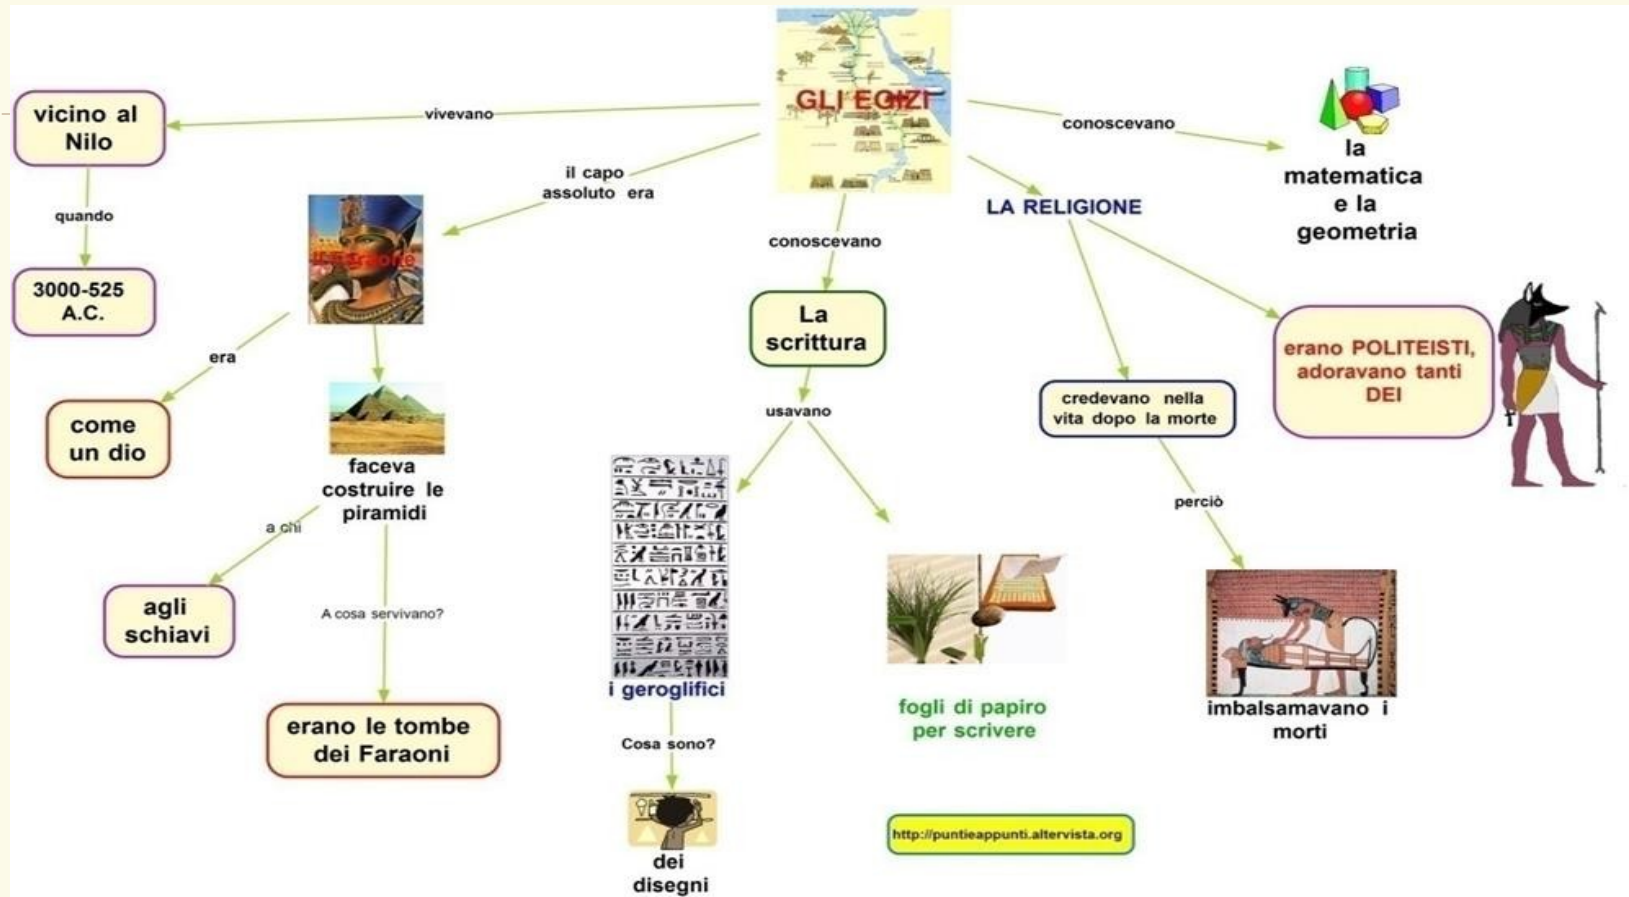 GLI EGIZI
vivevano
vicino al
Nilo
quando
3000-525
A.C.
il capo
assoluto era
Il Faraone
era
come
un dio
faceva
costruire le
piramidi
a chi
agli
schiavi
A cosa servivano?
erano le tombe
dei Faraoni
conoscevano
La
scrittura
usavano
i geroglifici
Cosa sono?
dei
disegni
fogli di papiro
per scrivere
LA RELIGIONE
credevano nella
vita dopo la morte
perciò
imbalsamavano i
morti
erano POLITEISTI,
adoravano tanti
DEI
conoscevano
la
matematica
e la
geometria
http://puntieappunti.altervista.org